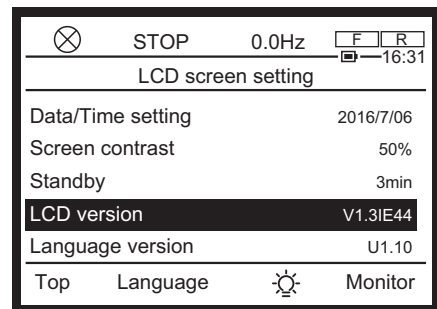 STOP 0.0Hz F R
16:31
LCD screen setting
Data/Time setting 2016/7/06
Screen contrast 50%
Standby 3min
LCD version V1.3IE44
Language version U1.10
Top Language Monitor